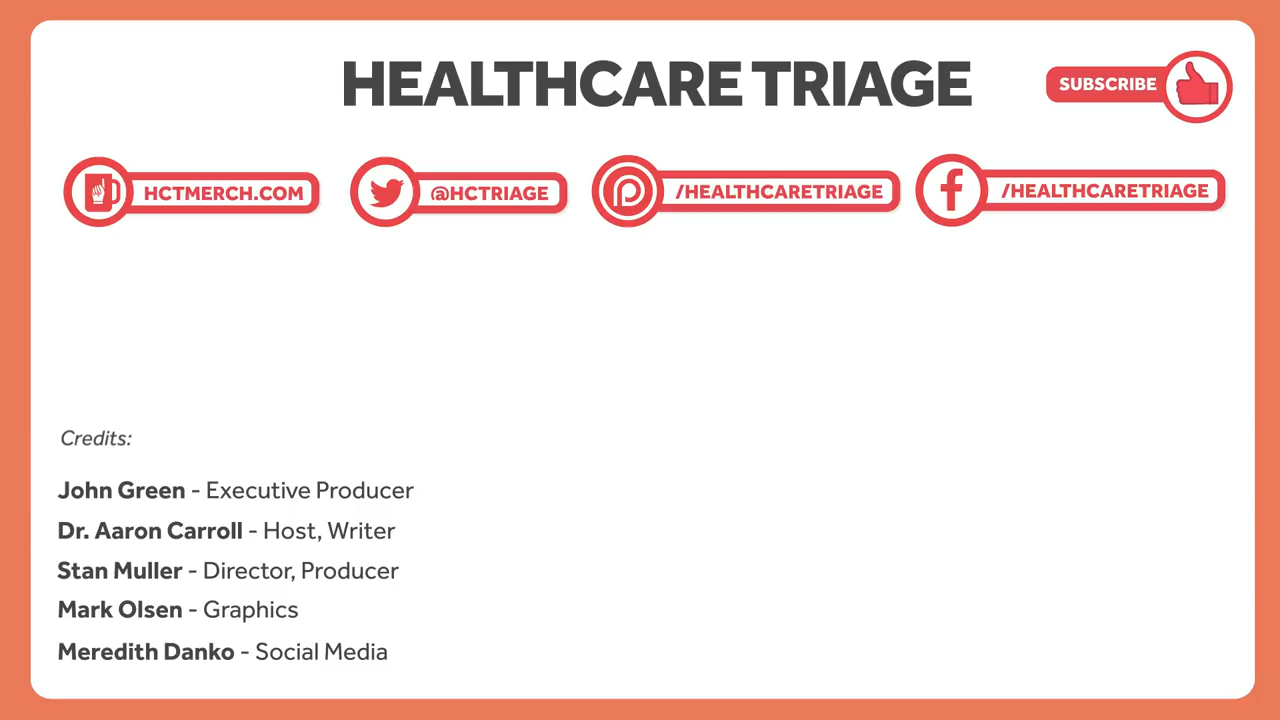 HEALTHCARE TRIAGE
SUBSCRIBE
HCTMERCH.COM
@HCTRIAGE
/HEALTHCARETRIAGE
/HEALTHCARETRIAGE
Credits:
John Green - Executive Producer
Dr. Aaron Carroll - Host, Writer
Stan Muller - Director, Producer
Mark Olsen - Graphics
Meredith Danko - Social Media